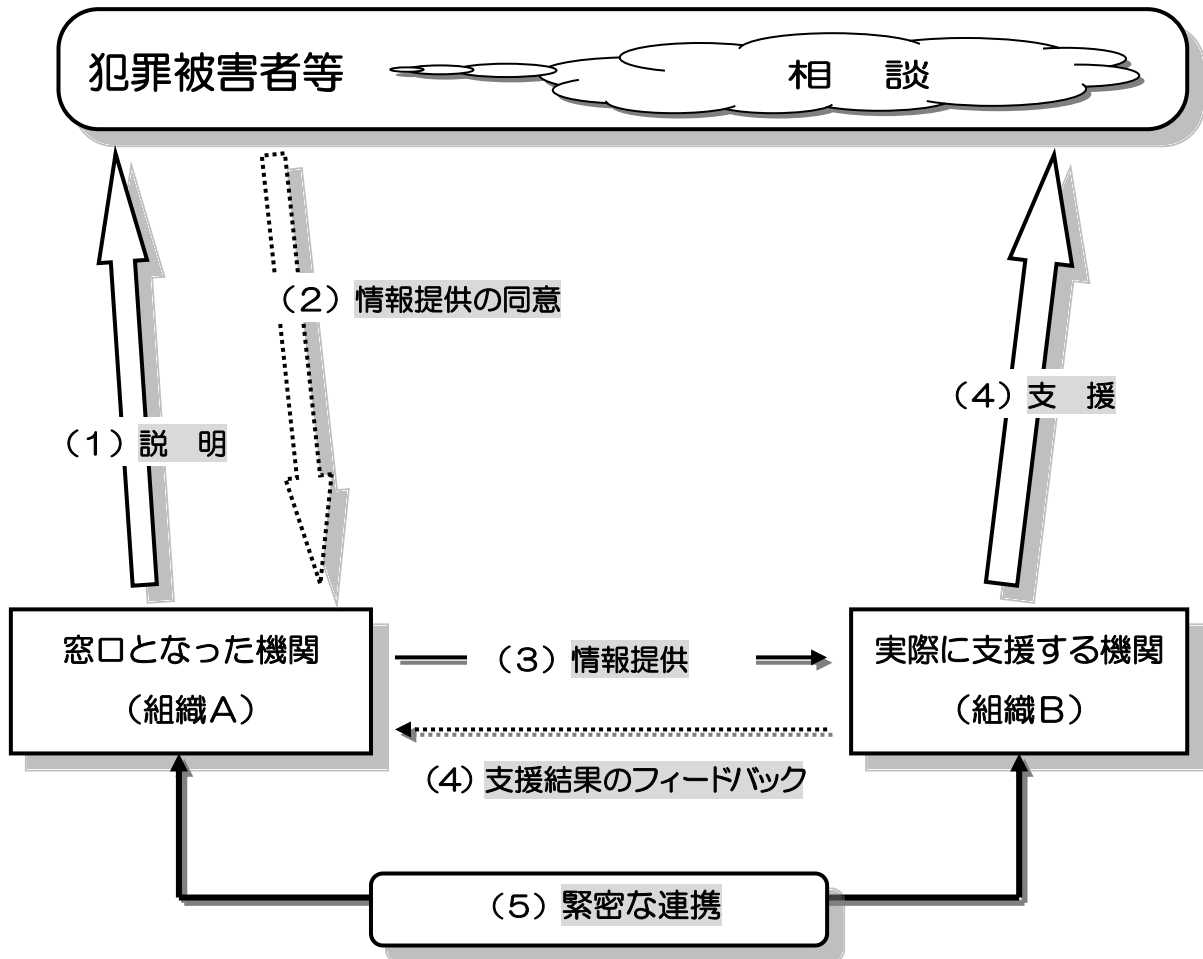 犯罪被害者等
相　談
（２）情報提供の同意
（４）支　援
（１）説　明
窓口となった機関
（組織Ａ）
（３）情報提供
実際に支援する機関
（組織Ｂ）
（４）支援結果のフィードバック
（５）緊密な連携